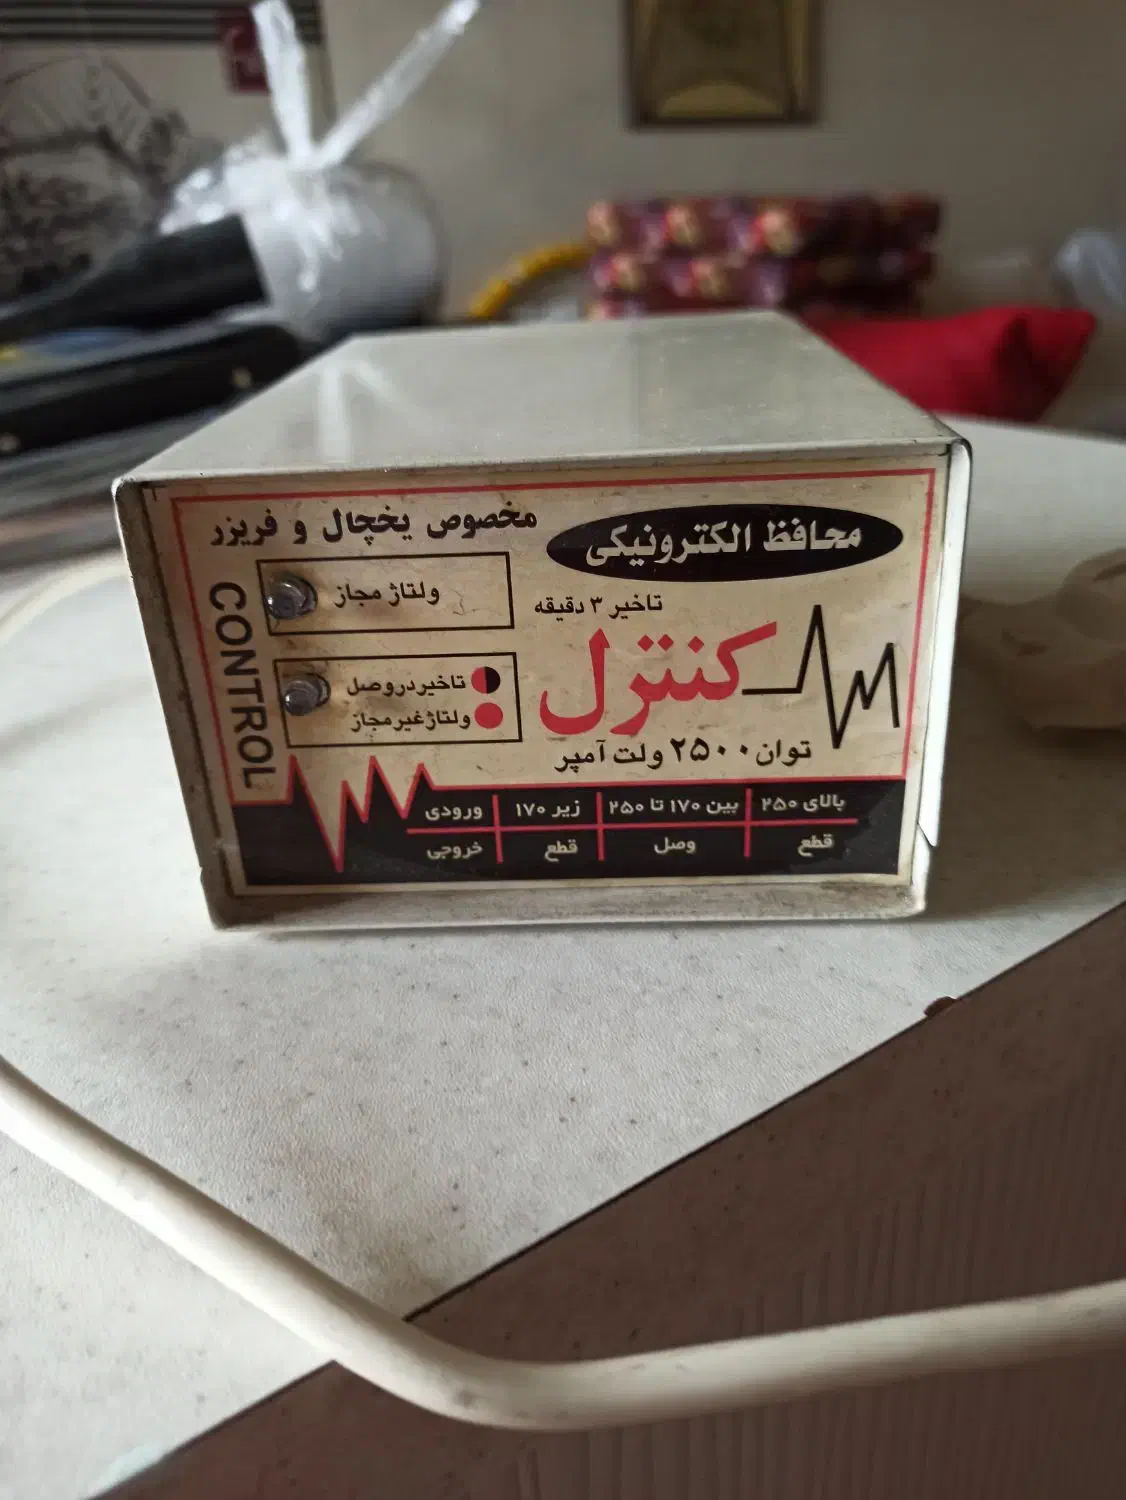 محافظ الکترونیکی
مخصوص یخچال و فریزر
تاخیر ۳ دقیقه
کنترل
توان ۲۵۰۰ ولت آمپر
ولتاژ مجاز
تاخیر در وصل
ولتاژ غیر مجاز
CONTROL
ورودی زیر ۱۷۰ بین ۱۷۰ تا ۲۵۰ بالای ۲۵۰
خروجی قطع وصل قطع